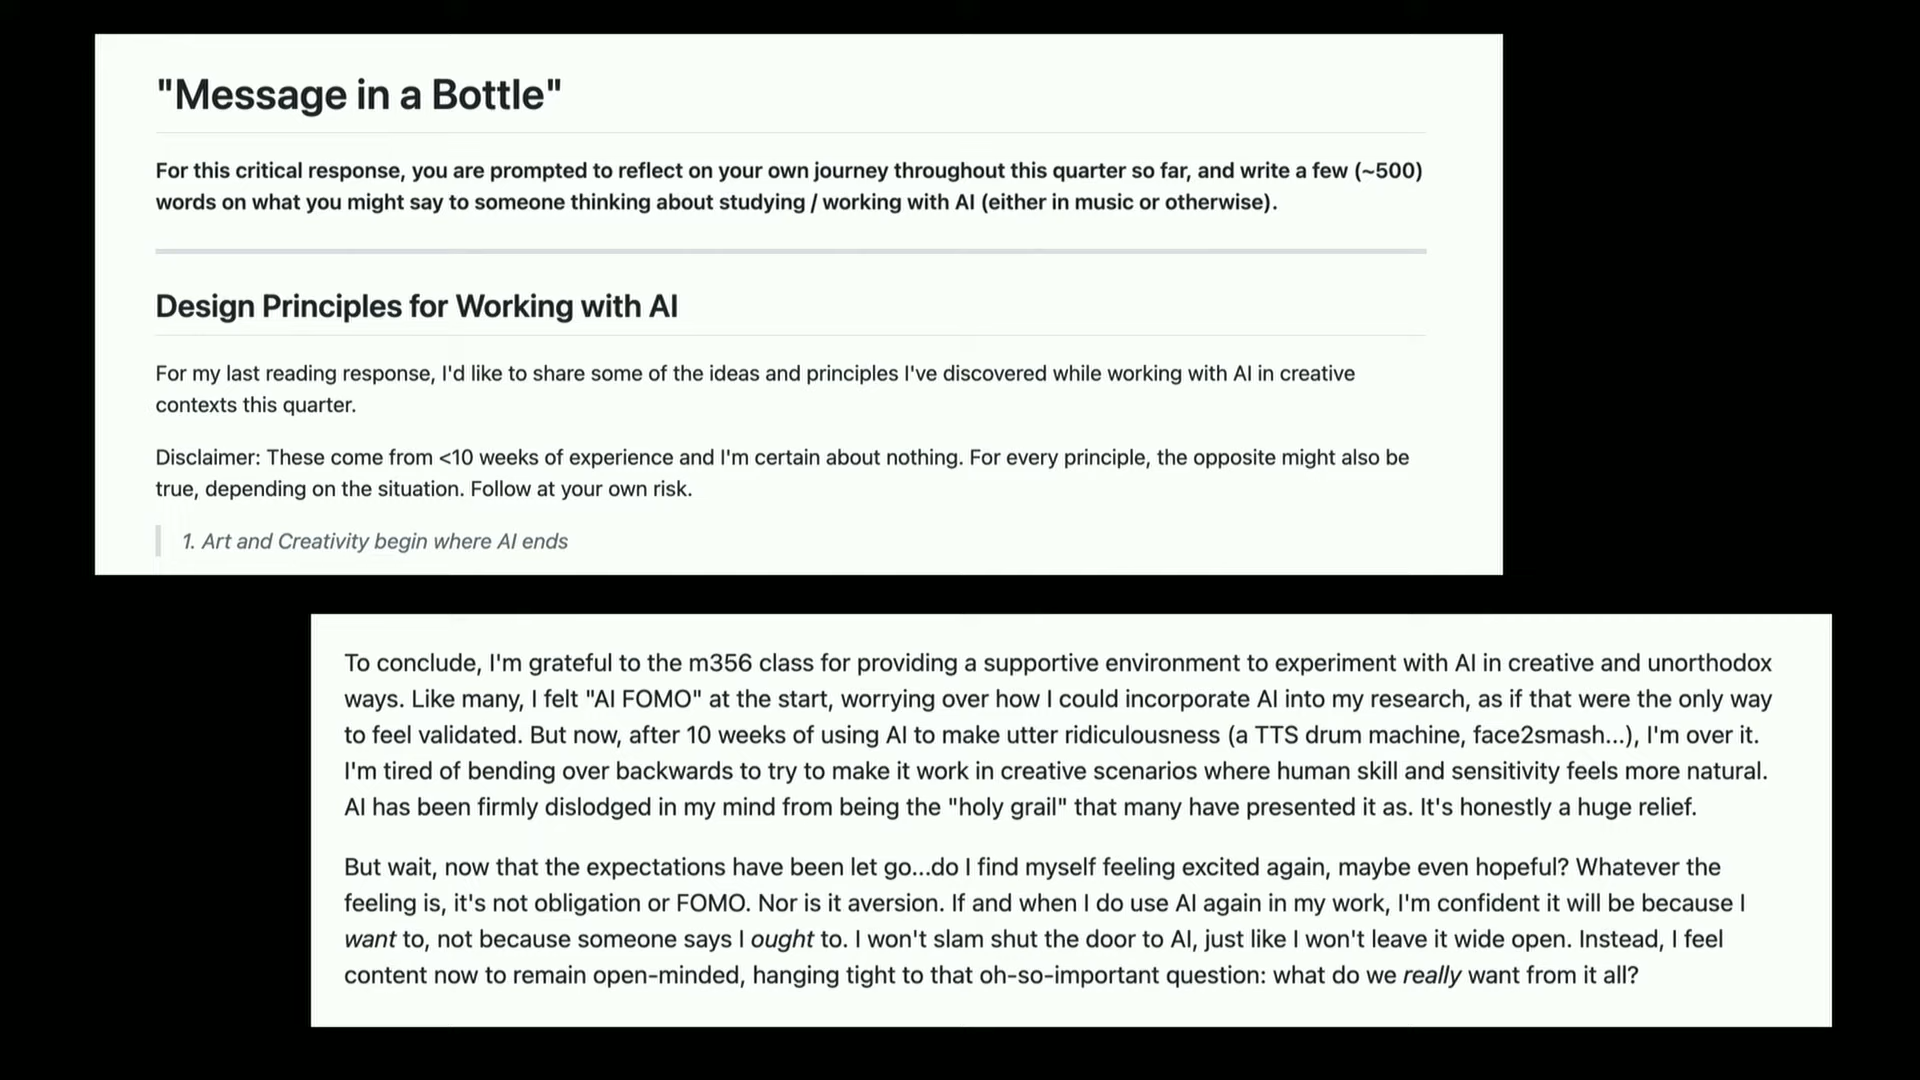 "Message in a Bottle"
For this critical response, you are prompted to reflect on your own journey throughout this quarter so far, and write a few (~500)
words on what you might say to someone thinking about studying / working with AI (either in music or otherwise).
Design Principles for Working with AI
For my last reading response, I'd like to share some of the ideas and principles I've discovered while working with AI in creative
contexts this quarter.
Disclaimer: These come from <10 weeks of experience and I'm certain about nothing. For every principle, the opposite might also be
true, depending on the situation. Follow at your own risk.
1. Art and Creativity begin where AI ends
To conclude, I'm grateful to the m356 class for providing a supportive environment to experiment with AI in creative and unorthodox
ways. Like many, I felt "AI FOMO" at the start, worrying over how I could incorporate AI into my research, as if that were the only way
to feel validated. But now, after 10 weeks of using AI to make utter ridiculousness (a TTS drum machine, face2smash...), I'm over it.
I'm tired of bending over backwards to try to make it work in creative scenarios where human skill and sensitivity feels more natural.
AI has been firmly dislodged in my mind from being the "holy grail" that many have presented it as. It's honestly a huge relief.
But wait, now that the expectations have been let go...do I find myself feeling excited again, maybe even hopeful? Whatever the
feeling is, it's not obligation or FOMO. Nor is it aversion. If and when I do use AI again in my work, I'm confident it will be because I
want to, not because someone says I ought to. I won't slam shut the door to AI, just like I won't leave it wide open. Instead, I feel
content now to remain open-minded, hanging tight to that oh-so-important question: what do we really want from it all?